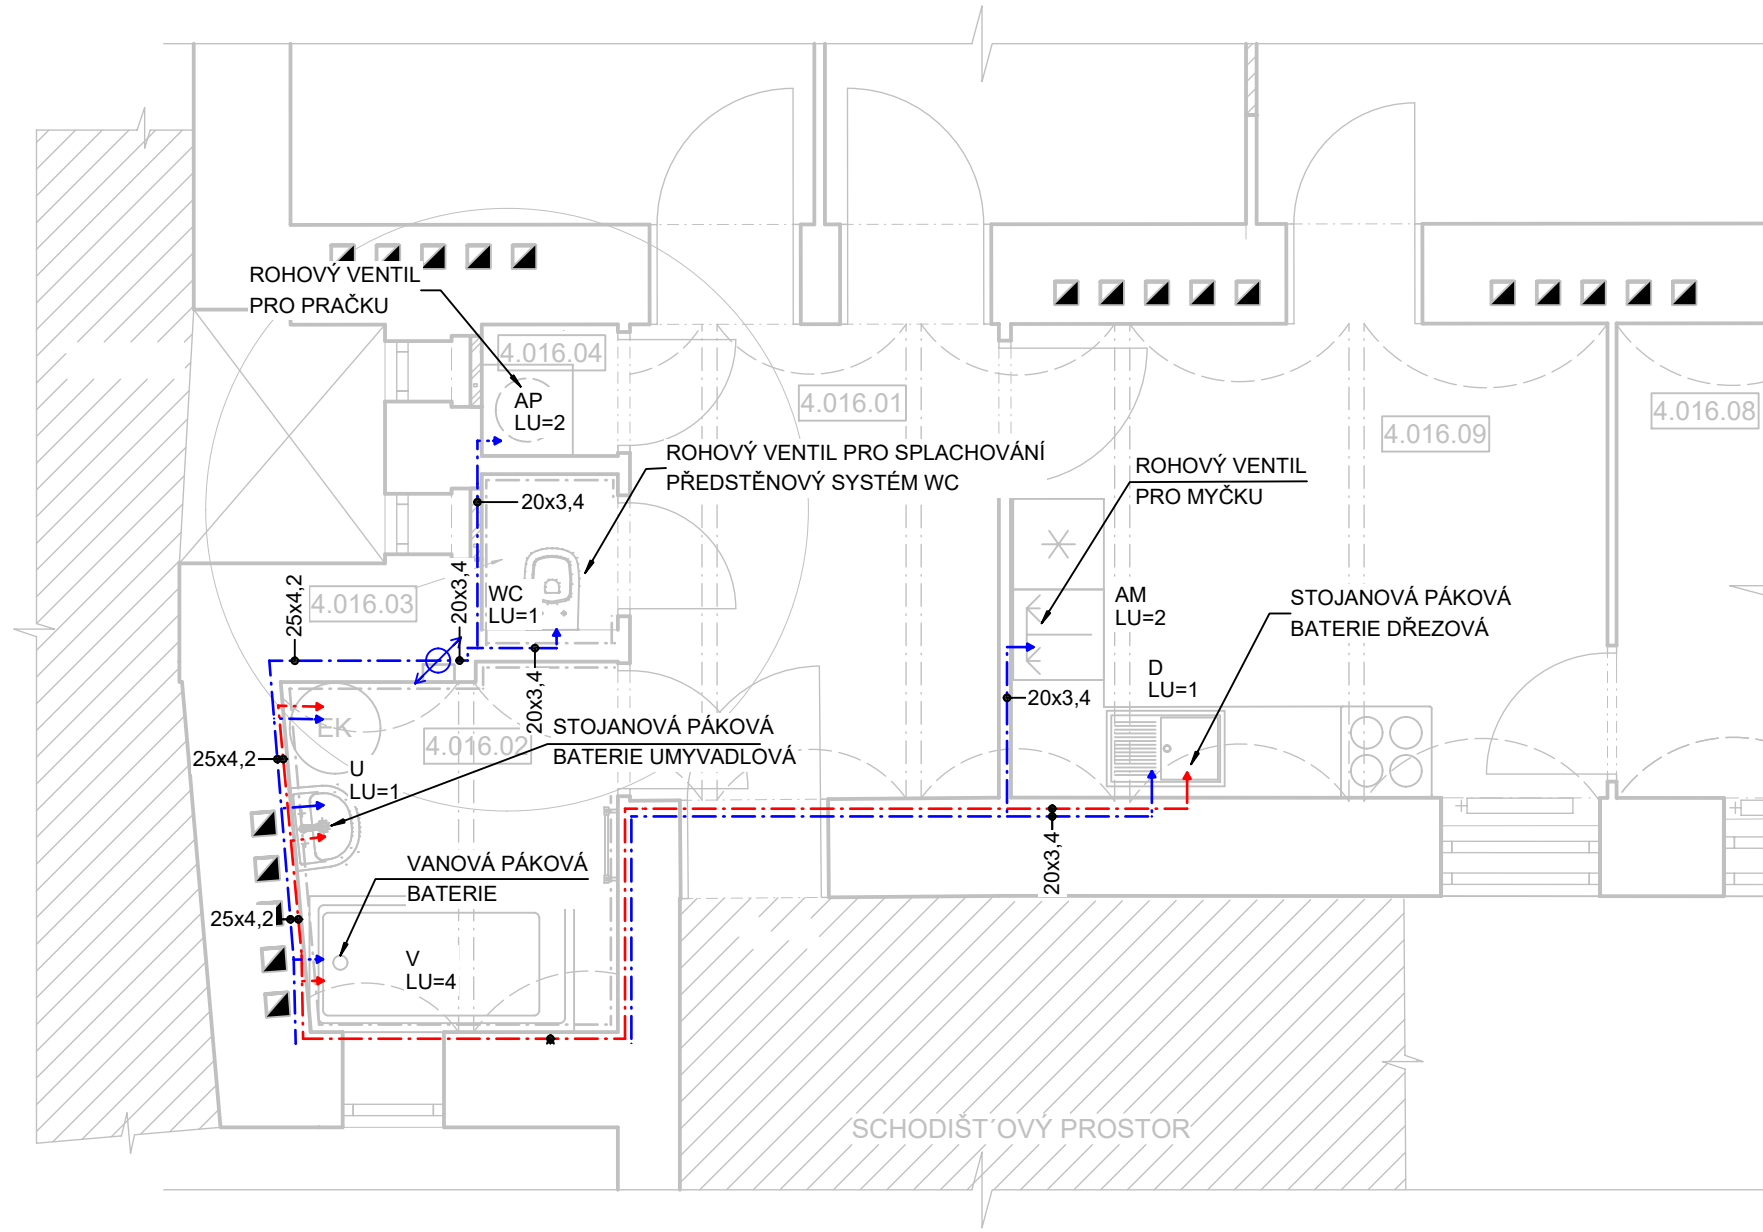 ROHOVÝ VENTIL
PRO PRAČKU
4.016.04
AP
LU=2
4.016.01
4.016.08
4.016.09
ROHOVÝ VENTIL PRO SPLACHOVÁNÍ
PŘEDSTĚNOVÝ SYSTÉM WC
ROHOVÝ VENTIL
PRO MYČKU
20x3,4
25x4,2
4.016.03
20x3,4
WC
LU=1
AM
LU=2
STOJANOVÁ PÁKOVÁ
BATERIE DŘEZOVÁ
20x3,4
D
LU=1
20x3,4
EK
4.016.02
STOJANOVÁ PÁKOVÁ
BATERIE UMYVADLOVÁ
25x4,2
U
LU=1
VANOVÁ PÁKOVÁ
BATERIE
20x3,4
25x4,2
V
LU=4
SCHODIŠŤOVÝ PROSTOR